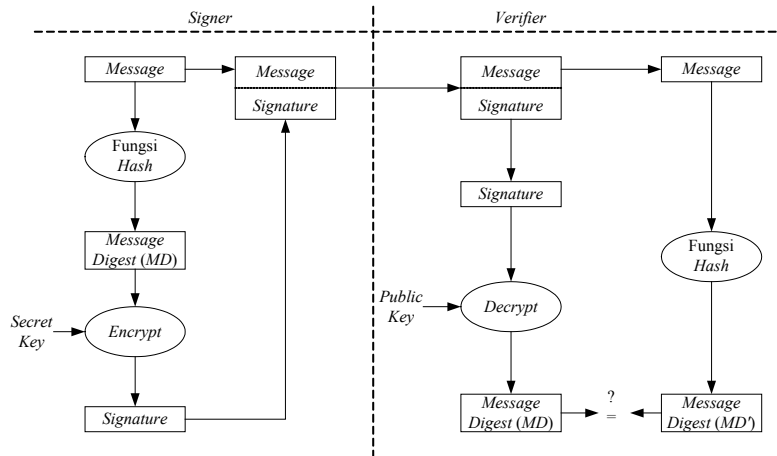 Signer
Message
Message
Signature
Fungsi
Hash
Message
Digest (MD)
Secret
Key
Encrypt
Signature
Verifier
Message
Signature
Message
Signature
Fungsi
Hash
Public
Key
Decrypt
Message
Digest (MD)
?
=
Message
Digest (MD')